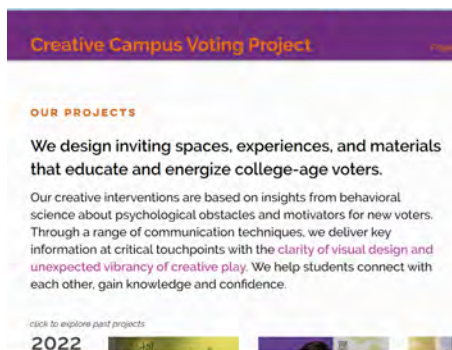 Creative Campus Voting Project
OUR PROJECTS
We design inviting spaces, experiences, and materials
that educate and energize college-age voters.
Our creative interventions are based on insights from behavioral
science about psychological obstacles and motivators for new voters.
Through a range of communication techniques, we deliver key
information at critical touchpoints with the clarity of visual design and
unexpected vibrancy of creative play. We help students connect with
each other, gain knowledge and confidence.
click to explore past projects
2022